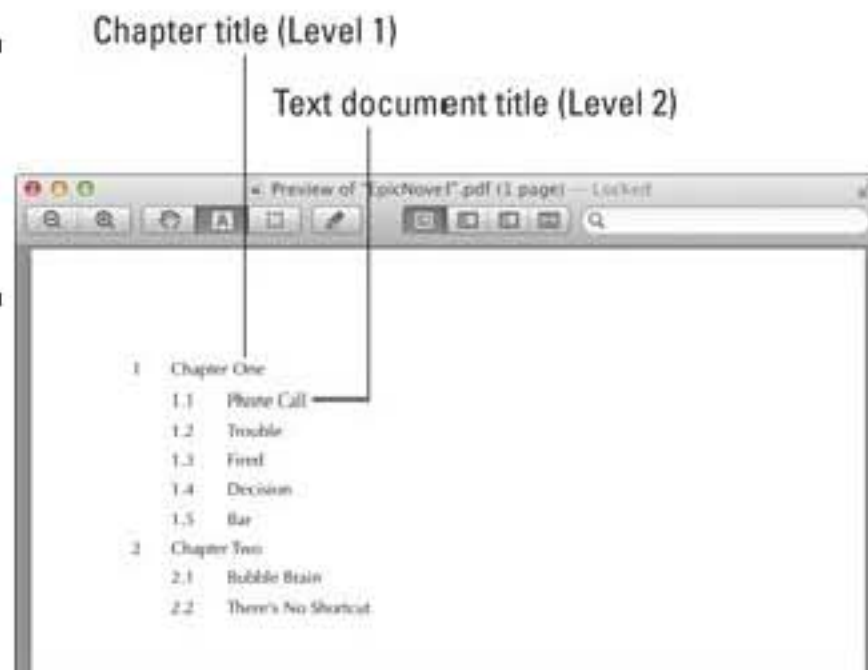 Chapter title (Level 1)
Text document title (Level 2)
Preview of "EpicNovel".pdf (1 page) — Locked
A
1 Chapter One
1.1 Phone Call
1.2 Trouble
1.3 Fired
1.4 Decision
1.5 Bar
2 Chapter Two
2.1 Bubble Brain
2.2 There's No Shortcut